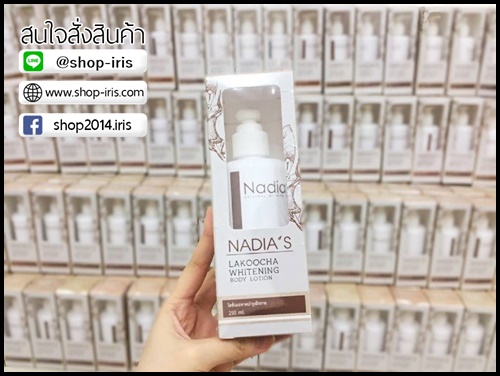 สนใจสั่งสินค้า
LINE
@shop-iris
www.shop-iris.com
f shop2014.iris
Nadia
NADIA'S
LAKOOCHA
WHITENING
BODY LOTION
250 ml.